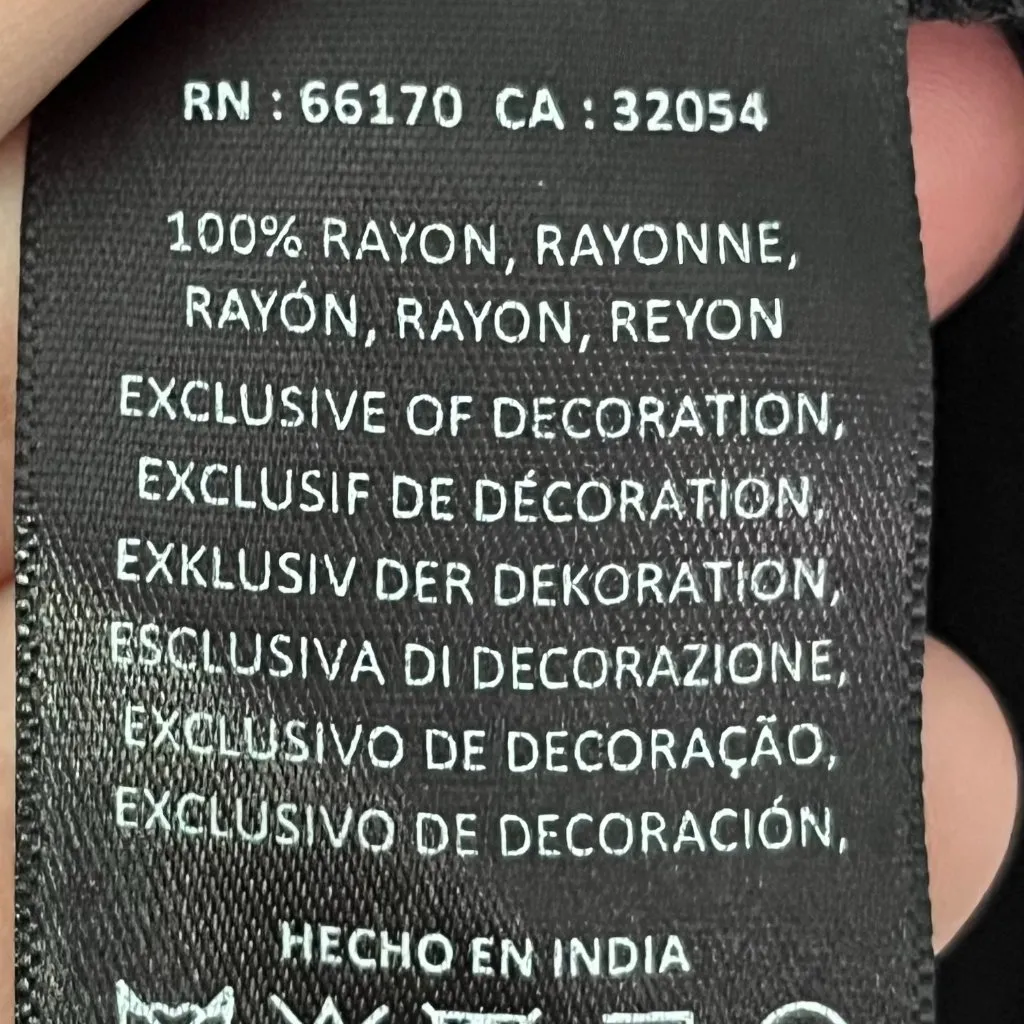 RN : 66170 CA : 32054
100% RAYON, RAYONNE,
RAYÓN, RAYON, REYON
EXCLUSIVE OF DECORATION,
EXCLUSIF DE DÉCORATION,
EXKLUSIV DER DEKORATION,
ESCLUSIVA DI DECORAZIONE,
EXCLUSIVO DE DECORAÇÃO,
EXCLUSIVO DE DECORACIÓN,
HECHO EN INDIA